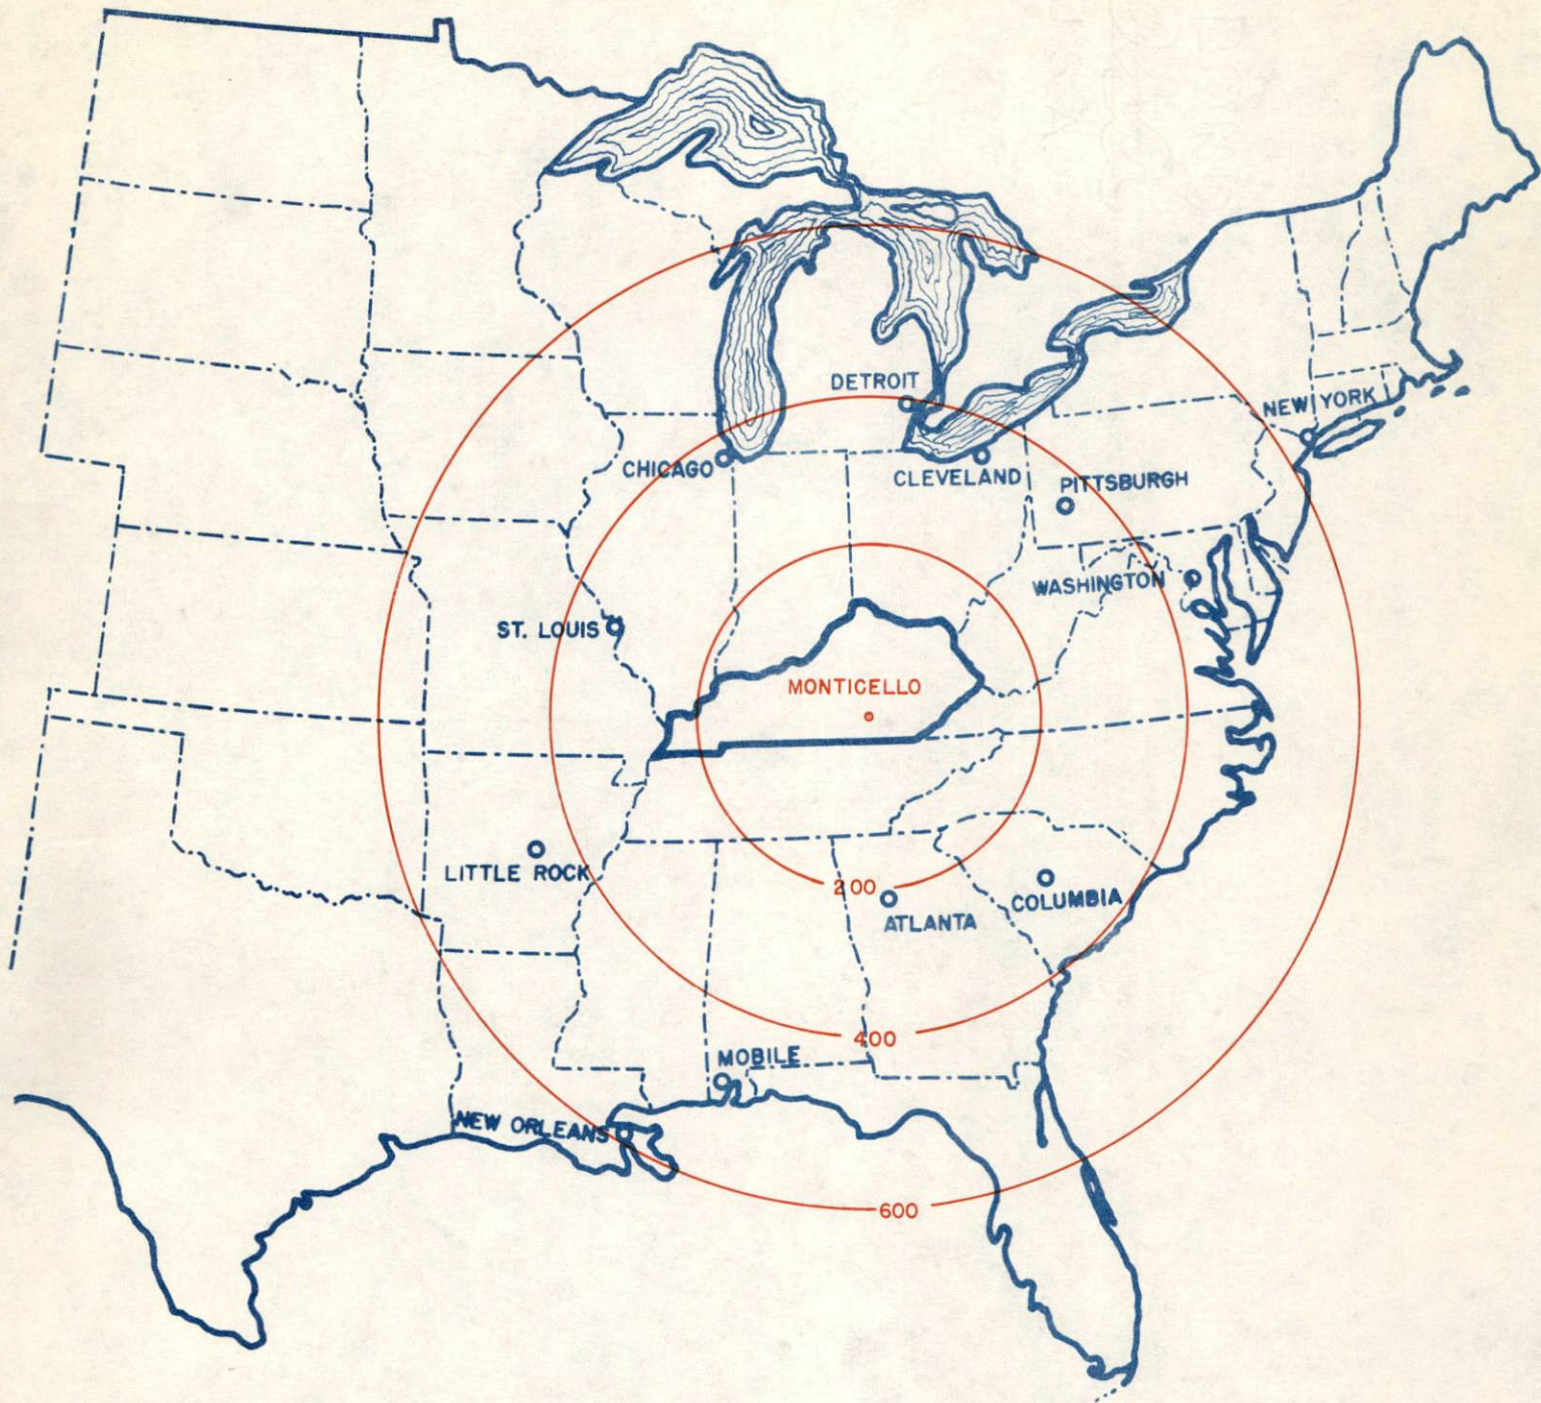 DETROIT
NEW YORK
CHICAGO
CLEVELAND
PITTSBURGH
WASHINGTON
ST. LOUIS
MONTICELLO
LITTLE ROCK
200
ATLANTA
COLUMBIA
400
MOBILE
NEW ORLEANS
600